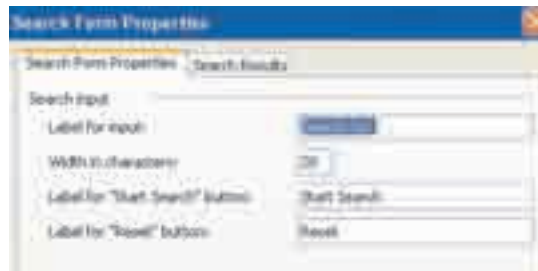 Search Form Properties
Search Form Properties Search Results
Search input
Label for input:
Width in characters: 20
Label for "Start Search" button: Start Search
Label for "Reset" button: Reset